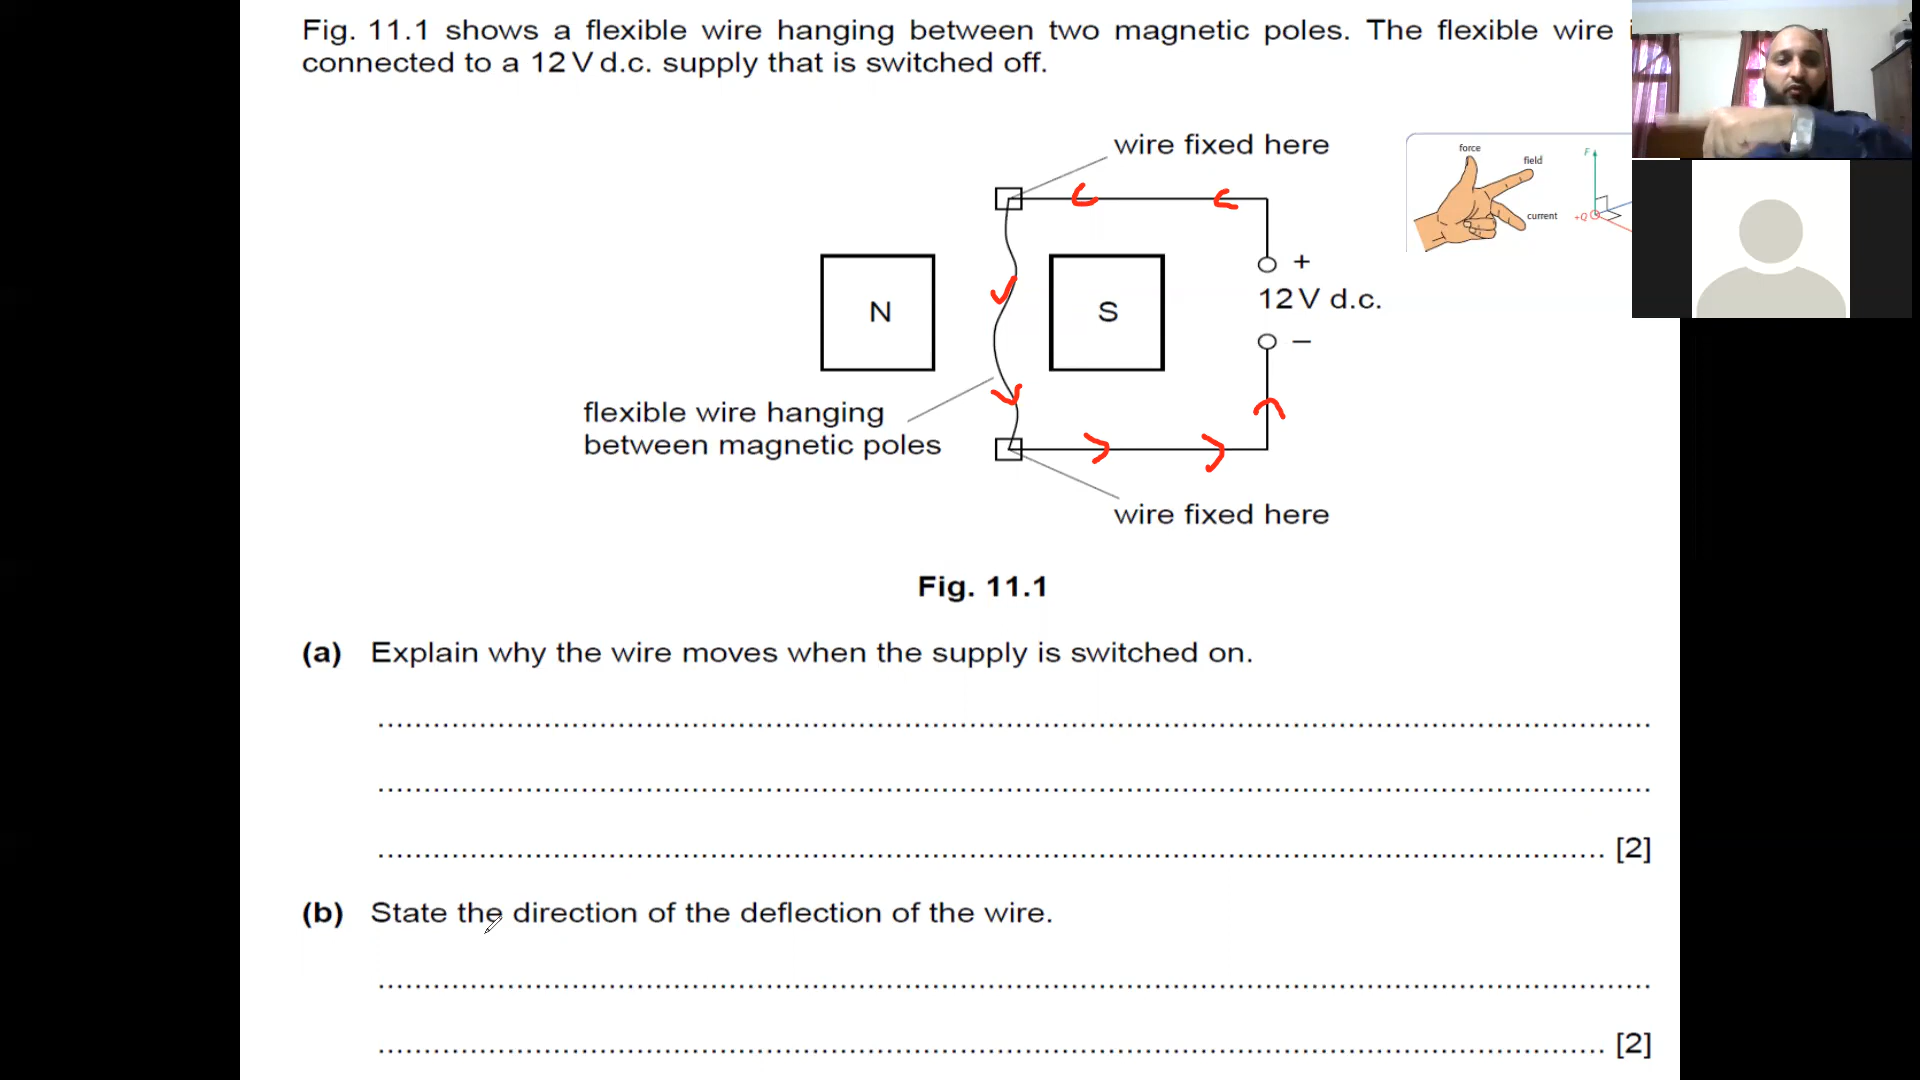 Fig. 11.1 shows a flexible wire hanging between two magnetic poles. The flexible wire
connected to a 12 V d.c. supply that is switched off.
wire fixed here
force
field
F
current
+Q
+
12 V d.c.
–
N
S
flexible wire hanging
between magnetic poles
wire fixed here
Fig. 11.1
(a) Explain why the wire moves when the supply is switched on.
[2]
(b) State the direction of the deflection of the wire.
[2]